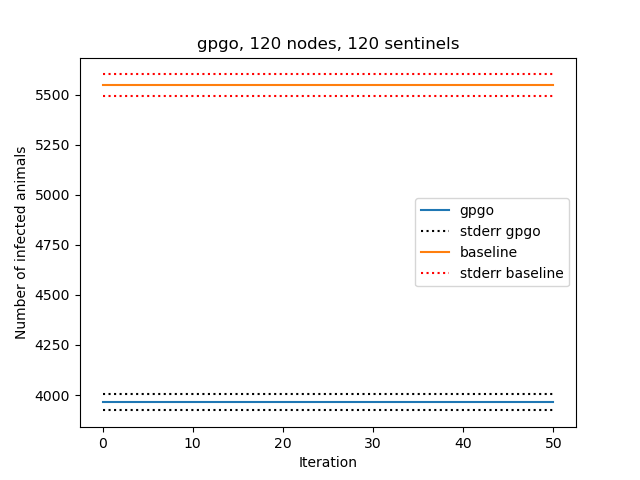 gpgo, 120 nodes, 120 sentinels
Number of infected animals
5500
5250
5000
4750
4500
4250
4000
gpgo
stderr gpgo
baseline
stderr baseline
0
10
20
30
40
50
Iteration